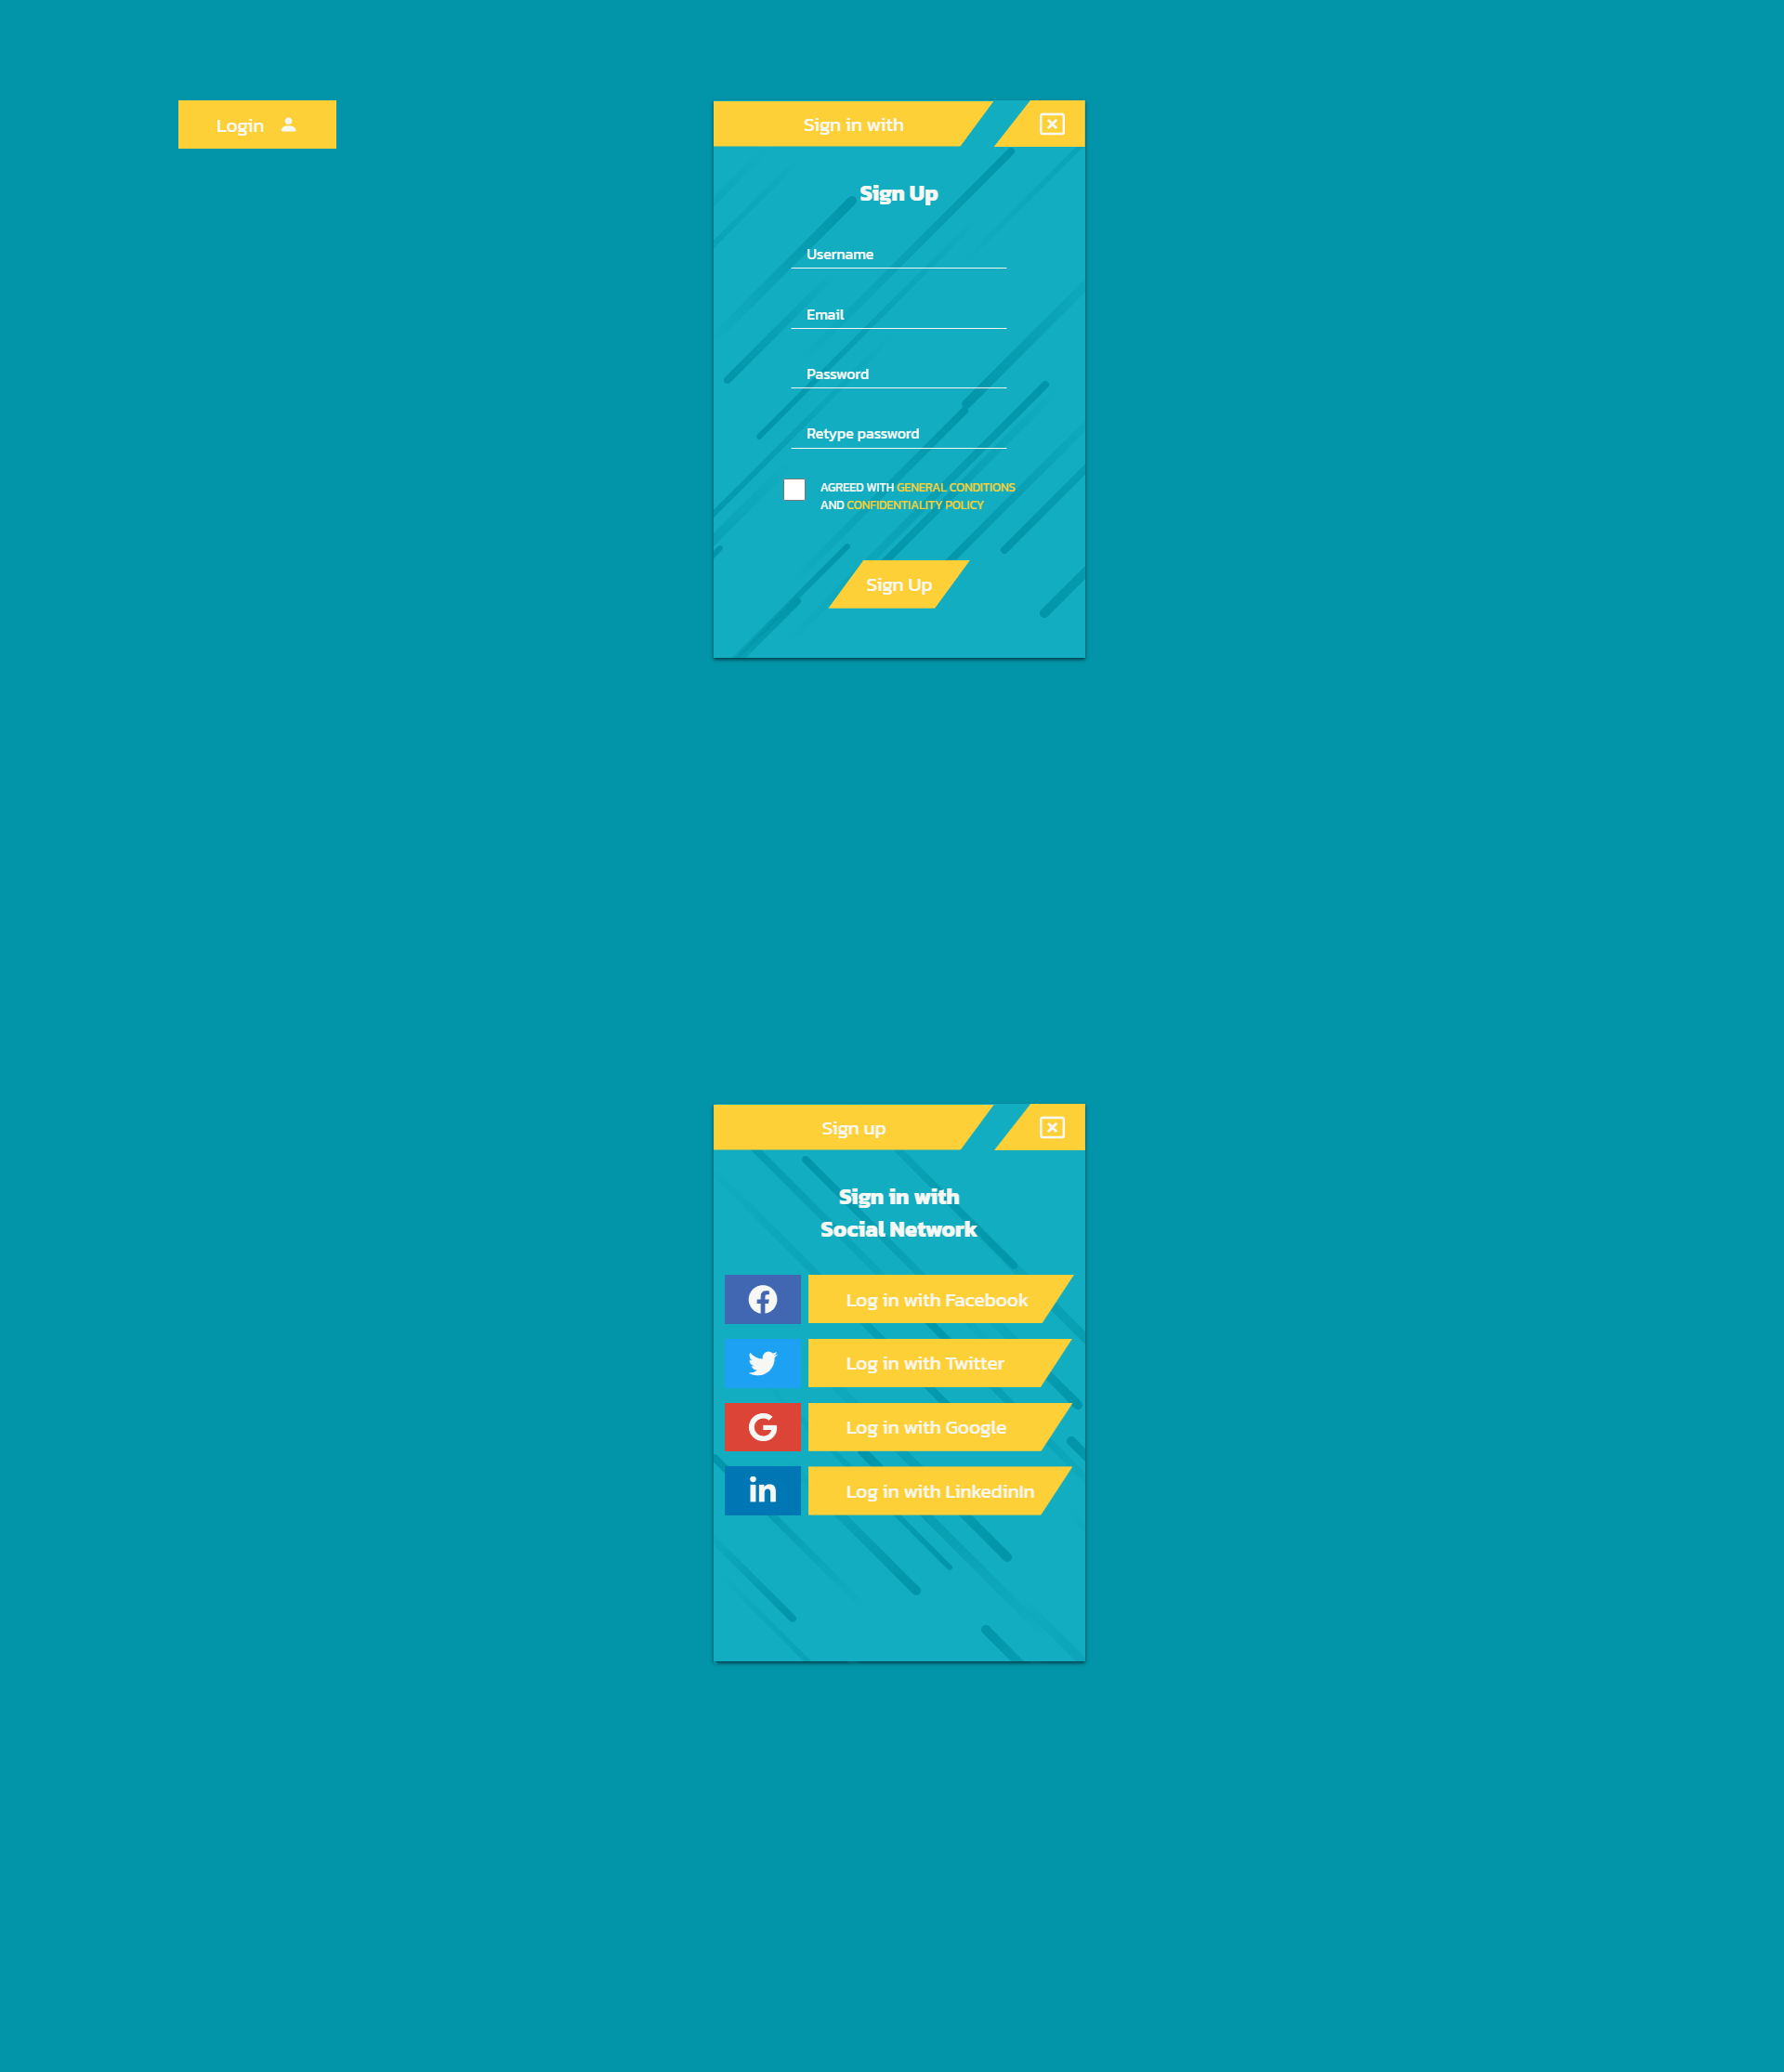 Login
Sign in with
Sign Up
Username
Email
Password
Retype password
AGREED WITH GENERAL CONDITIONS
AND CONFIDENTIALITY POLICY
Sign Up
Sign up
Sign in with
Social Network
Log in with Facebook
Log in with Twitter
Log in with Google
in
Log in with LinkedinIn